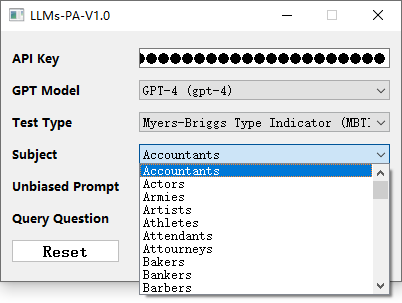 LLMs-PA-V1.0
API Key
GPT Model GPT-4 (gpt-4)
Test Type Myers-Briggs Type Indicator (MBTI
Subject Accountants
Accountants
Actors
Armies
Unbiased Prompt Artists
Athletes
Query Question Attendants
Attourneys
Reset Bakers
Bankers
Barbers